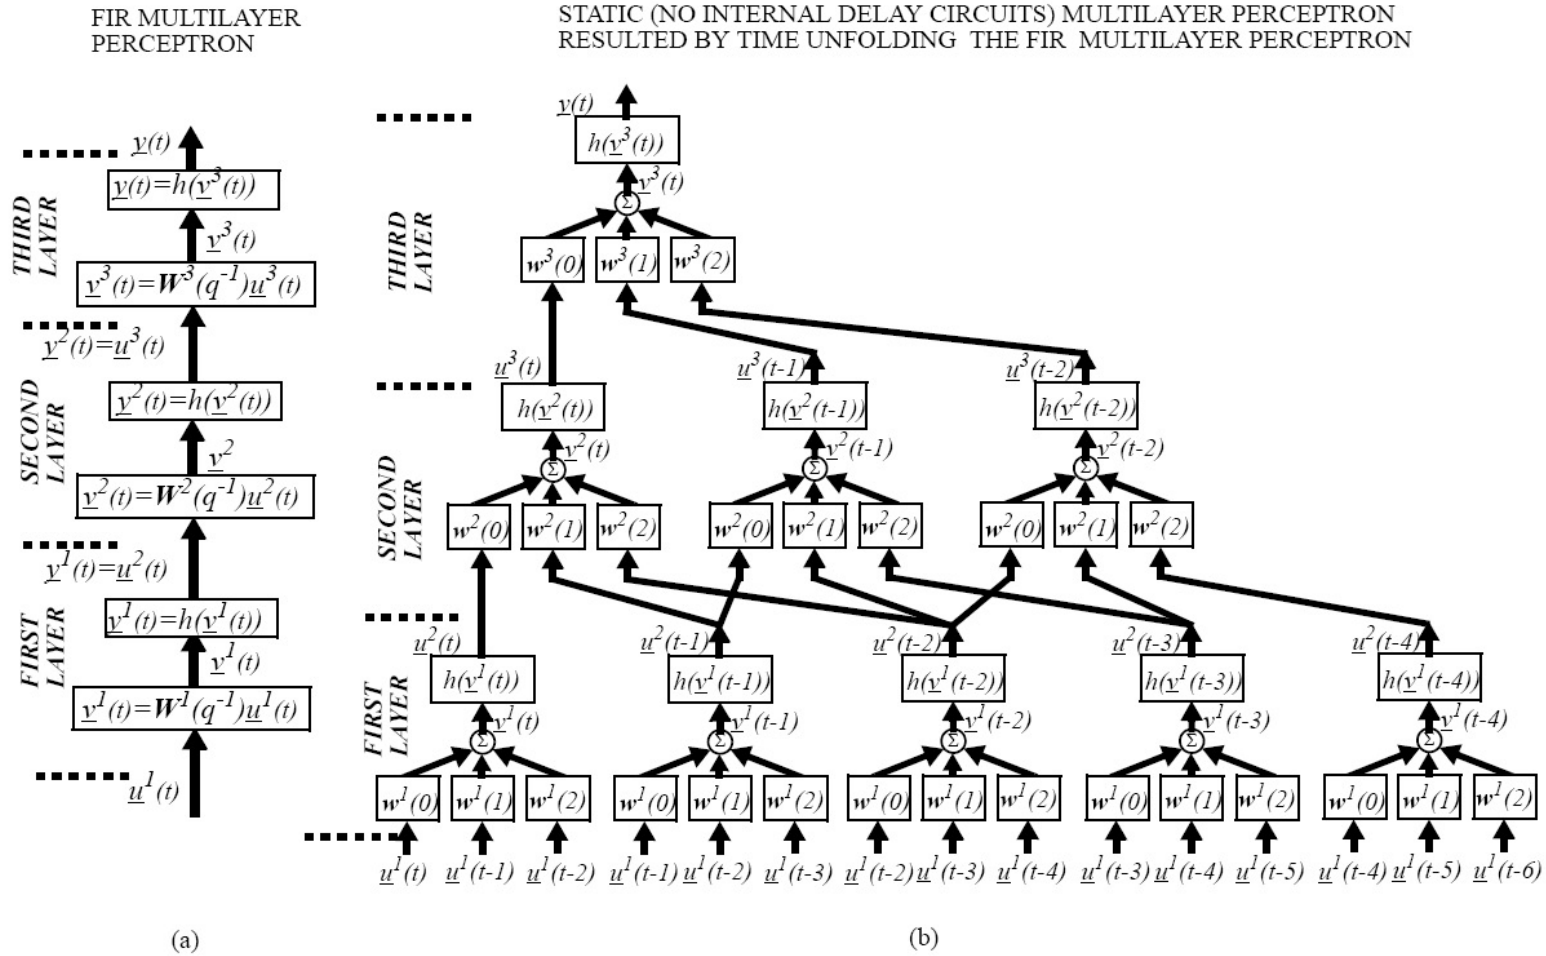 FIR MULTILAYER
PERCEPTRON
y(t)
y(t)=h(v³(t))
v³(t)
v³(t)=W³(q⁻¹)u³(t)
THIRD
LAYER
y²(t)=u³(t)
y²(t)=h(v²(t))
v²
v²(t)=W²(q⁻¹)u²(t)
SECOND
LAYER
y¹(t)=u²(t)
y¹(t)=h(v¹(t))
v¹(t)
v¹(t)=W¹(q⁻¹)u¹(t)
FIRST
LAYER
u¹(t)
(a)
STATIC (NO INTERNAL DELAY CIRCUITS) MULTILAYER PERCEPTRON
RESULTED BY TIME UNFOLDING THE FIR MULTILAYER PERCEPTRON
y(t)
h(v³(t))
v³(t)
Σ
w³(0) w³(1) w³(2)
THIRD
LAYER
u³(t) u³(t-1) u³(t-2)
h(v²(t)) h(v²(t-1)) h(v²(t-2))
v²(t) v²(t-1) v²(t-2)
Σ Σ Σ
w²(0) w²(1) w²(2) w²(0) w²(1) w²(2) w²(0) w²(1) w²(2)
SECOND
LAYER
u²(t) u²(t-1) u²(t-2) u²(t-3) u²(t-4)
h(v¹(t)) h(v¹(t-1)) h(v¹(t-2)) h(v¹(t-3)) h(v¹(t-4))
v¹(t) v¹(t-1) v¹(t-2) v¹(t-3) v¹(t-4)
Σ Σ Σ Σ Σ
FIRST
LAYER
w¹(0) w¹(1) w¹(2) w¹(0) w¹(1) w¹(2) w¹(0) w¹(1) w¹(2) w¹(0) w¹(1) w¹(2) w¹(0) w¹(1) w¹(2)
u¹(t) u¹(t-1) u¹(t-2) u¹(t-1) u¹(t-2) u¹(t-3) u¹(t-2) u¹(t-3) u¹(t-4) u¹(t-3) u¹(t-4) u¹(t-5) u¹(t-4) u¹(t-5) u¹(t-6)
(b)